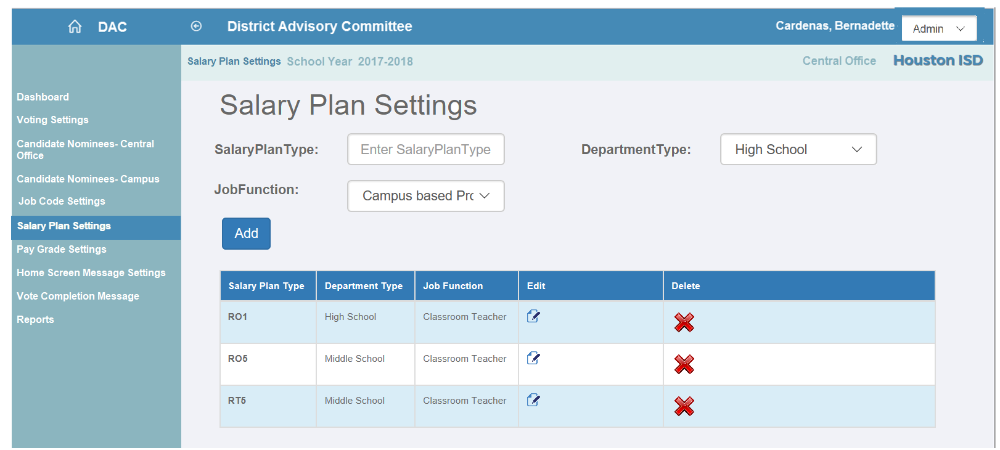 DAC
District Advisory Committee
Cardenas, Bernadette
Admin
Salary Plan Settings School Year 2017-2018
Central Office
Houston ISD
Dashboard
Voting Settings
Candidate Nominees- Central
Office
Candidate Nominees- Campus
Job Code Settings
Salary Plan Settings
Pay Grade Settings
Home Screen Message Settings
Vote Completion Message
Reports
Salary Plan Settings
SalaryPlanType: Enter SalaryPlanType
DepartmentType: High School
JobFunction: Campus based Pro
Add
Salary Plan Type Department Type Job Function Edit Delete
RO1 High School Classroom Teacher
RO5 Middle School Classroom Teacher
RT5 Middle School Classroom Teacher